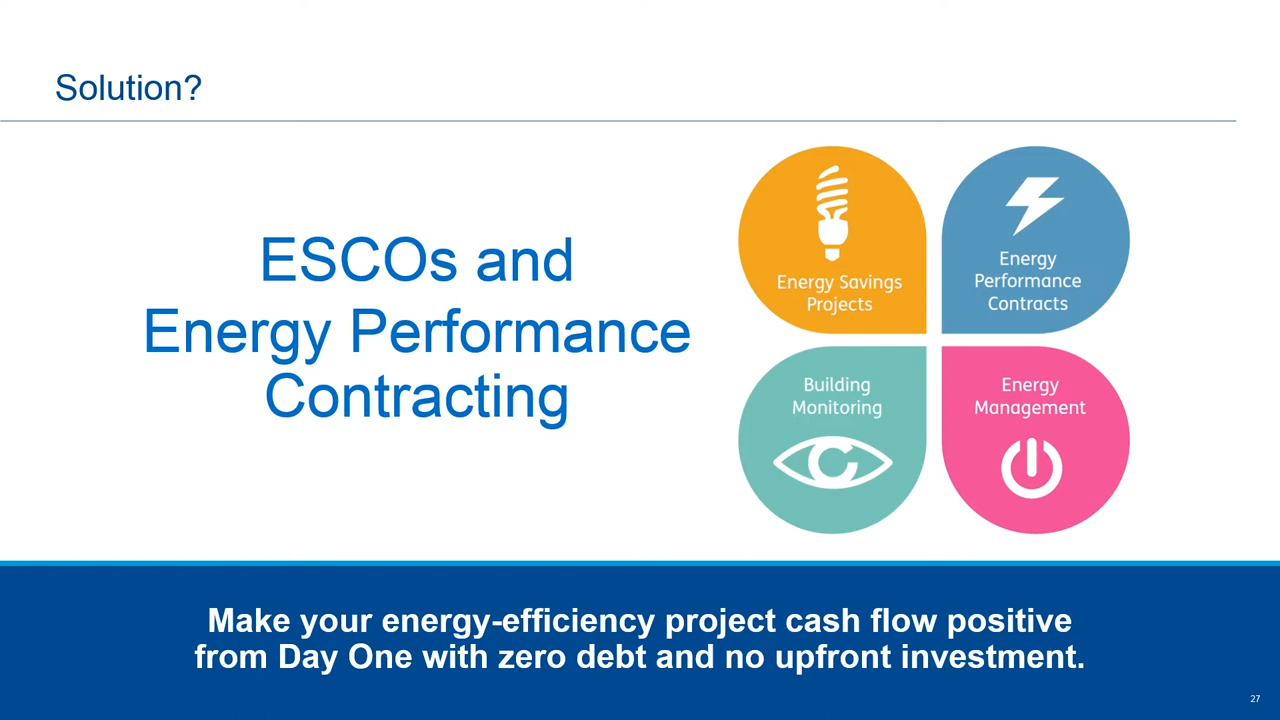 Solution?
ESCOs and
Energy Performance
Contracting
Energy Savings
Projects
Energy
Performance
Contracts
Building
Monitoring
Energy
Management
Make your energy-efficiency project cash flow positive
from Day One with zero debt and no upfront investment.
27